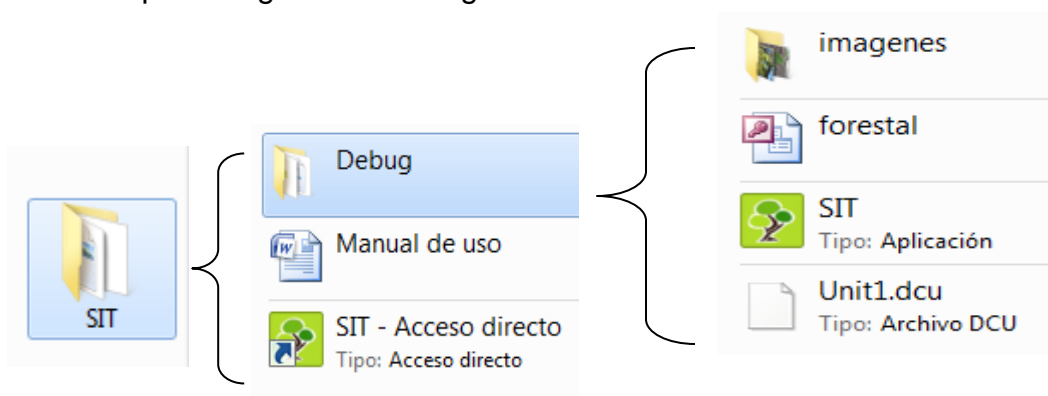 SIT
Debug
Manual de uso
SIT - Acceso directo
Tipo: Acceso directo
imagenes
forestal
SIT
Tipo: Aplicación
Unit1.dcu
Tipo: Archivo DCU